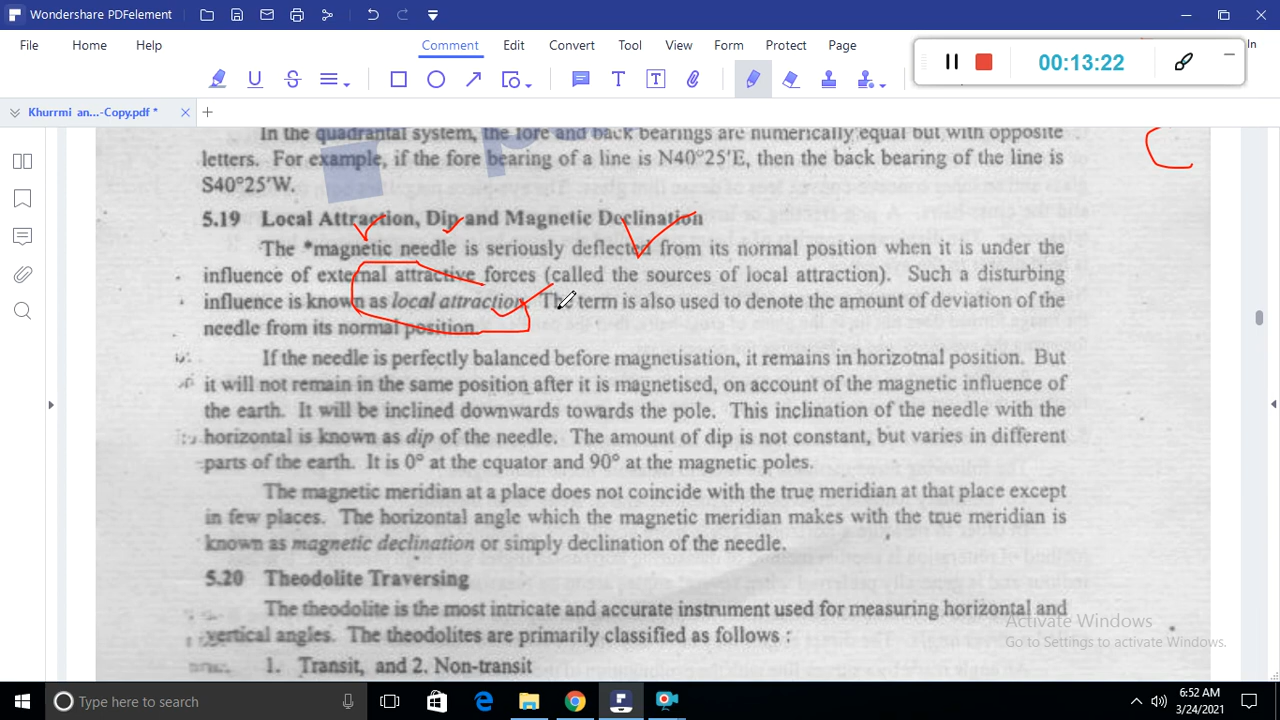 Wondershare PDFelement
File Home Help Comment Edit Convert Tool View Form Protect Page
00:13:22
Khurrmi an...-Copy.pdf *
In the quadrantal system, the fore and back bearings are numerically equal but with opposite
letters. For example, if the fore bearing of a line is N40°25'E, then the back bearing of the line is
S40°25'W.
5.19 Local Attraction, Dip and Magnetic Declination
The *magnetic needle is seriously deflected from its normal position when it is under the
influence of external attractive forces (called the sources of local attraction). Such a disturbing
influence is known as local attraction. The term is also used to denote the amount of deviation of the
needle from its normal position.
If the needle is perfectly balanced before magnetisation, it remains in horizotnal position. But
it will not remain in the same position after it is magnetised, on account of the magnetic influence of
the earth. It will be inclined downwards towards the pole. This inclination of the needle with the
horizontal is known as dip of the needle. The amount of dip is not constant, but varies in different
parts of the earth. It is 0° at the equator and 90° at the magnetic poles.
The magnetic meridian at a place does not coincide with the true meridian at that place except
in few places. The horizontal angle which the magnetic meridian makes with the true meridian is
known as magnetic declination or simply declination of the needle.
5.20 Theodolite Traversing
The theodolite is the most intricate and accurate instrument used for measuring horizontal and
vertical angles. The theodolites are primarily classified as follows :
1. Transit, and 2. Non-transit
Activate Windows
Go to Settings to activate Windows.
Type here to search
6:52 AM
3/24/2021